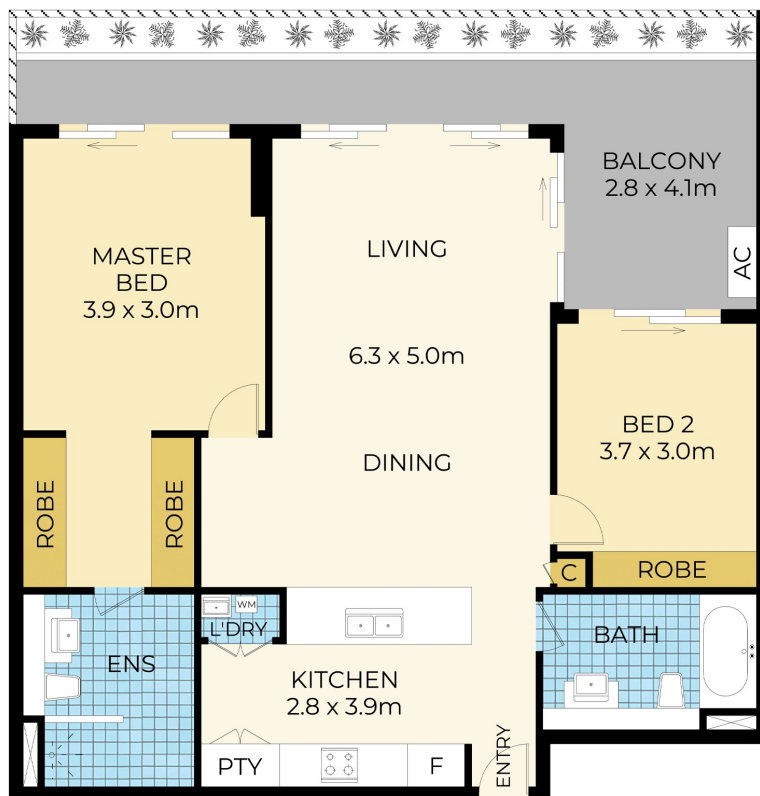 BALCONY
2.8 x 4.1m
AC
MASTER
BED
3.9 x 3.0m
LIVING
6.3 x 5.0m
DINING
BED 2
3.7 x 3.0m
ROBE
ROBE
C
ROBE
WM
L'DRY
ENS
BATH
KITCHEN
2.8 x 3.9m
PTY
F
ENTRY